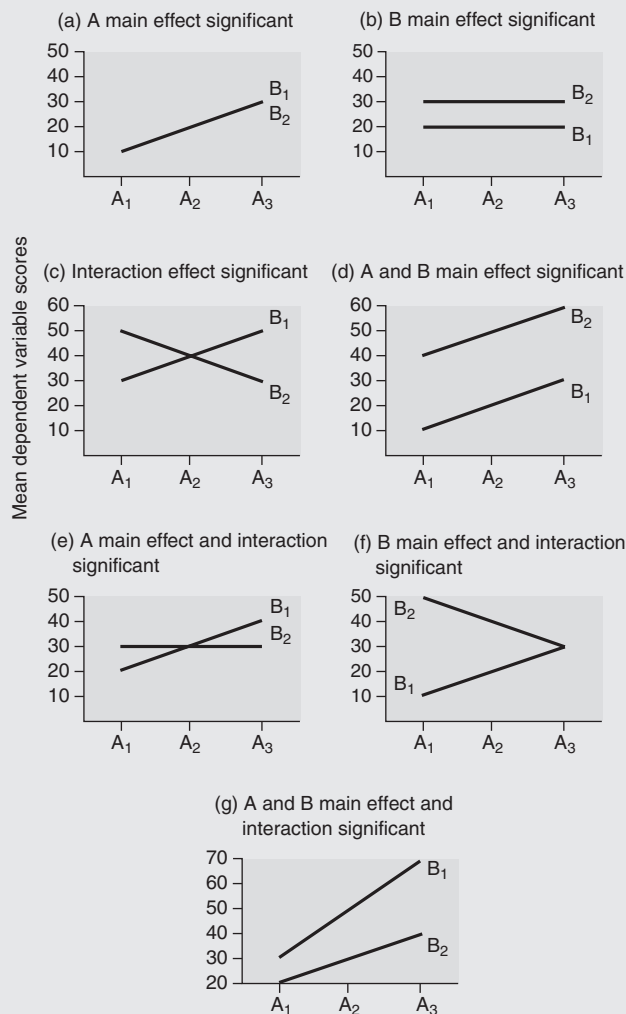 (a) A main effect significant
50
40
30
20
10
B1
B2
A1 A2 A3
(b) B main effect significant
50
40
30
20
10
B2
B1
A1 A2 A3
Mean dependent variable scores
(c) Interaction effect significant
60
50
40
30
20
10
B1
B2
A1 A2 A3
(d) A and B main effect significant
60
50
40
30
20
10
B2
B1
A1 A2 A3
(e) A main effect and interaction
significant
50
40
30
20
10
B1
B2
A1 A2 A3
(f) B main effect and interaction
significant
50
40
30
20
10
B2
B1
A1 A2 A3
(g) A and B main effect and
interaction significant
70
60
50
40
30
20
B1
B2
A1 A2 A3